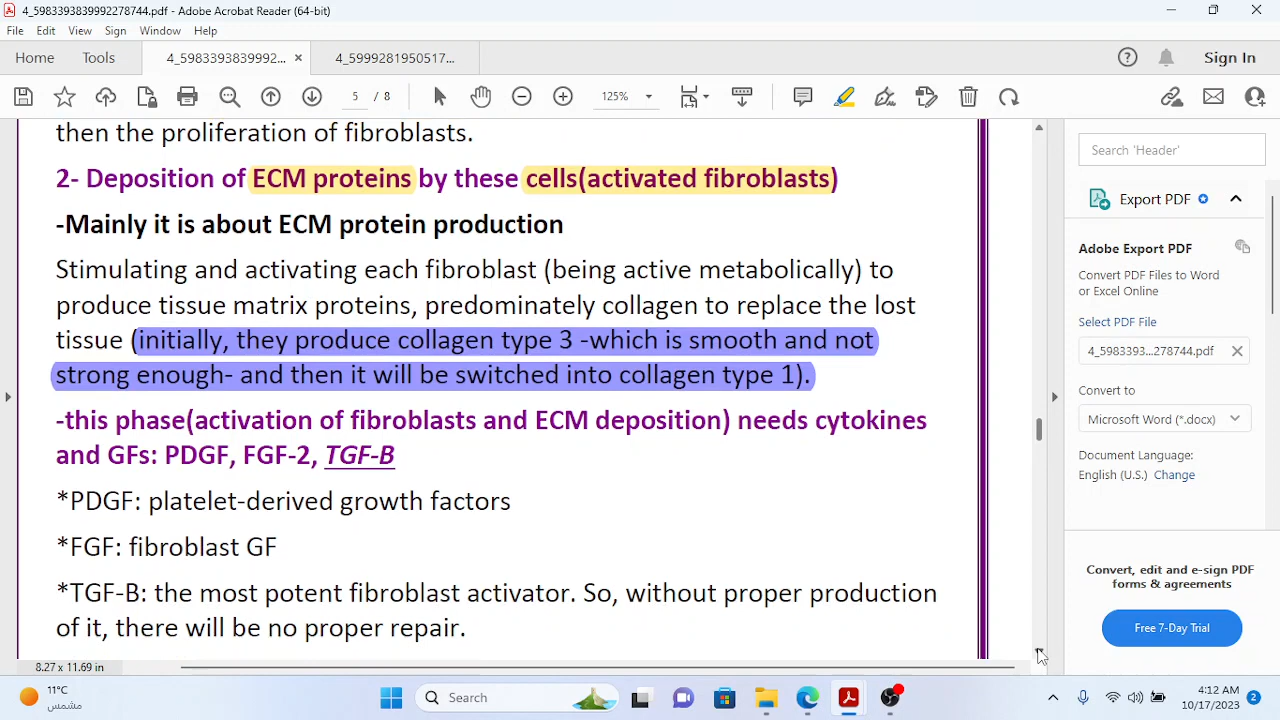 4_5983393839992278744.pdf - Adobe Acrobat Reader (64-bit)
File Edit View Sign Window Help
Home Tools 4_5983393839992... 4_5999281950517... Sign In
5 / 8 125%
then the proliferation of fibroblasts.
2- Deposition of ECM proteins by these cells(activated fibroblasts)
-Mainly it is about ECM protein production
Stimulating and activating each fibroblast (being active metabolically) to
produce tissue matrix proteins, predominately collagen to replace the lost
tissue (initially, they produce collagen type 3 -which is smooth and not
strong enough- and then it will be switched into collagen type 1).
-this phase(activation of fibroblasts and ECM deposition) needs cytokines
and GFs: PDGF, FGF-2, TGF-B
*PDGF: platelet-derived growth factors
*FGF: fibroblast GF
*TGF-B: the most potent fibroblast activator. So, without proper production
of it, there will be no proper repair.
8.27 x 11.69 in
Search 'Header'
Export PDF
Adobe Export PDF
Convert PDF Files to Word
or Excel Online
Select PDF File
4_5983393...278744.pdf
Convert to
Microsoft Word (*.docx)
Document Language:
English (U.S.) Change
Convert, edit and e-sign PDF
forms & agreements
Free 7-Day Trial
11°C
مشمس
Search
4:12 AM
10/17/2023
2